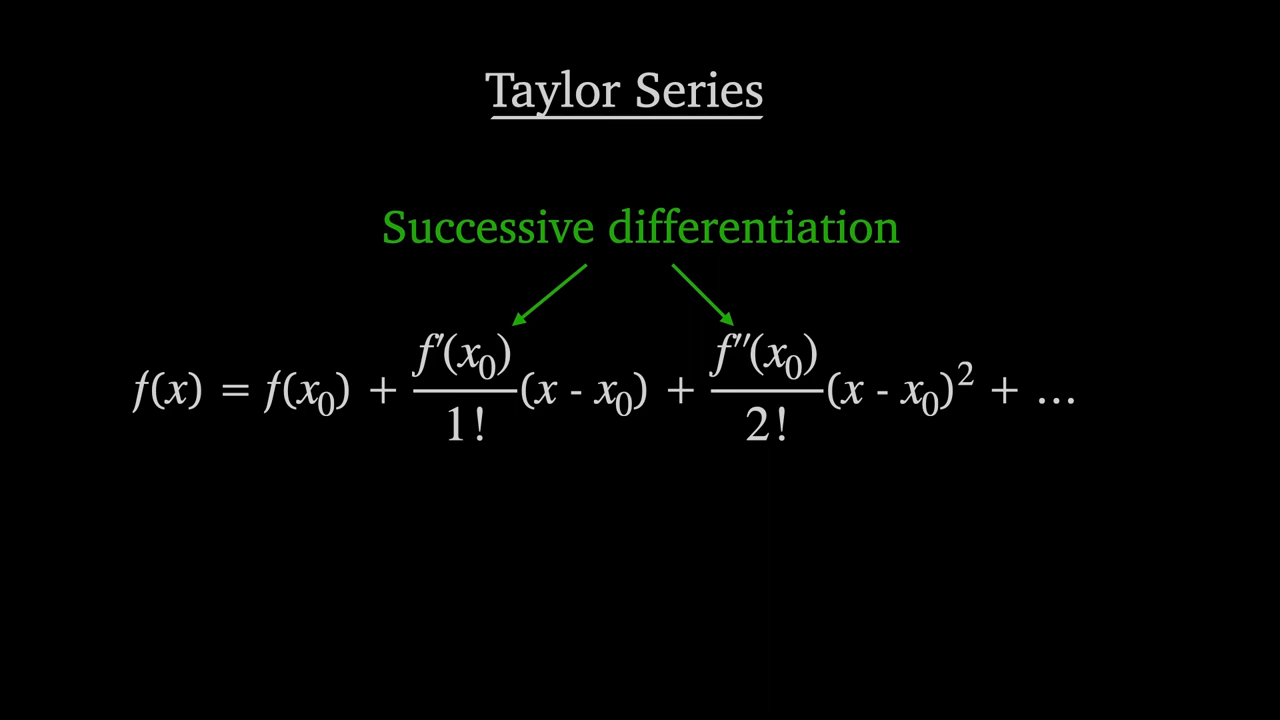 Taylor Series
Successive differentiation
f(x) = f(x₀) + f′(x₀)/1! (x - x₀) + f″(x₀)/2! (x - x₀)² + ...